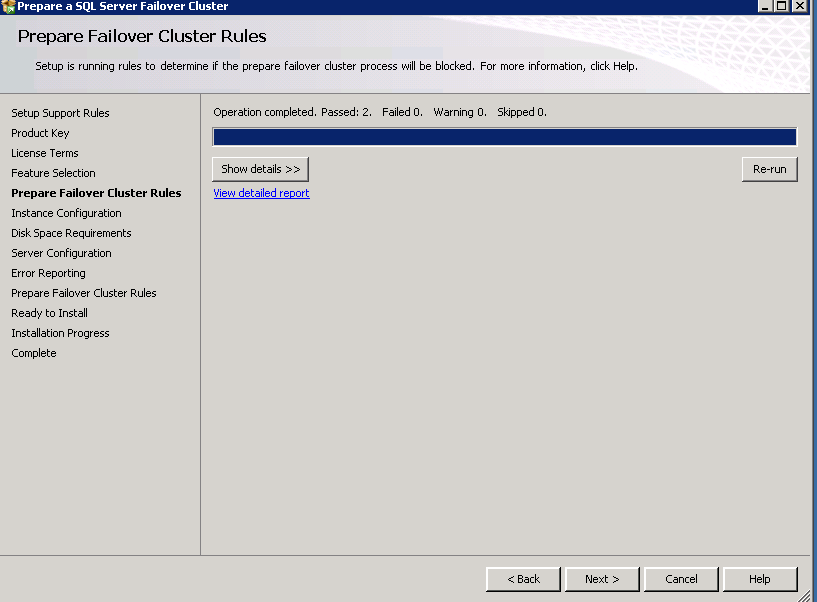 Prepare a SQL Server Failover Cluster
Prepare Failover Cluster Rules
Setup is running rules to determine if the prepare failover cluster process will be blocked. For more information, click Help.
Setup Support Rules
Product Key
License Terms
Feature Selection
Prepare Failover Cluster Rules
Instance Configuration
Disk Space Requirements
Server Configuration
Error Reporting
Prepare Failover Cluster Rules
Ready to Install
Installation Progress
Complete
Operation completed. Passed: 2. Failed 0. Warning 0. Skipped 0.
Show details >>
Re-run
View detailed report
< Back
Next >
Cancel
Help